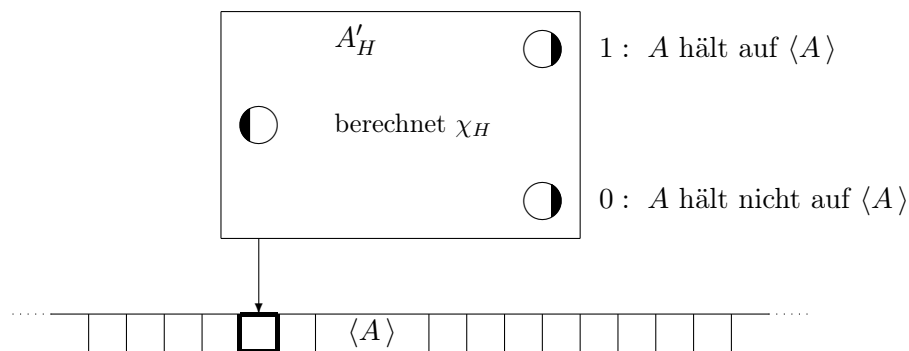 A′_H
1 : A hält auf ⟨A⟩
berechnet χ_H
0 : A hält nicht auf ⟨A⟩
⟨A⟩